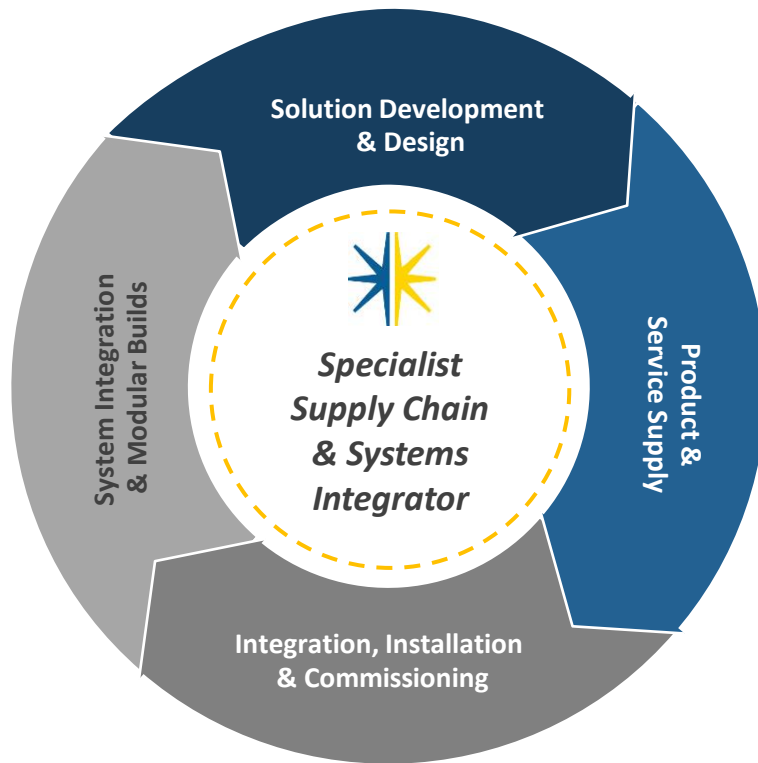 Solution Development
& Design
Product &
Service Supply
Integration, Installation
& Commissioning
System Integration
& Modular Builds
Specialist
Supply Chain
& Systems
Integrator